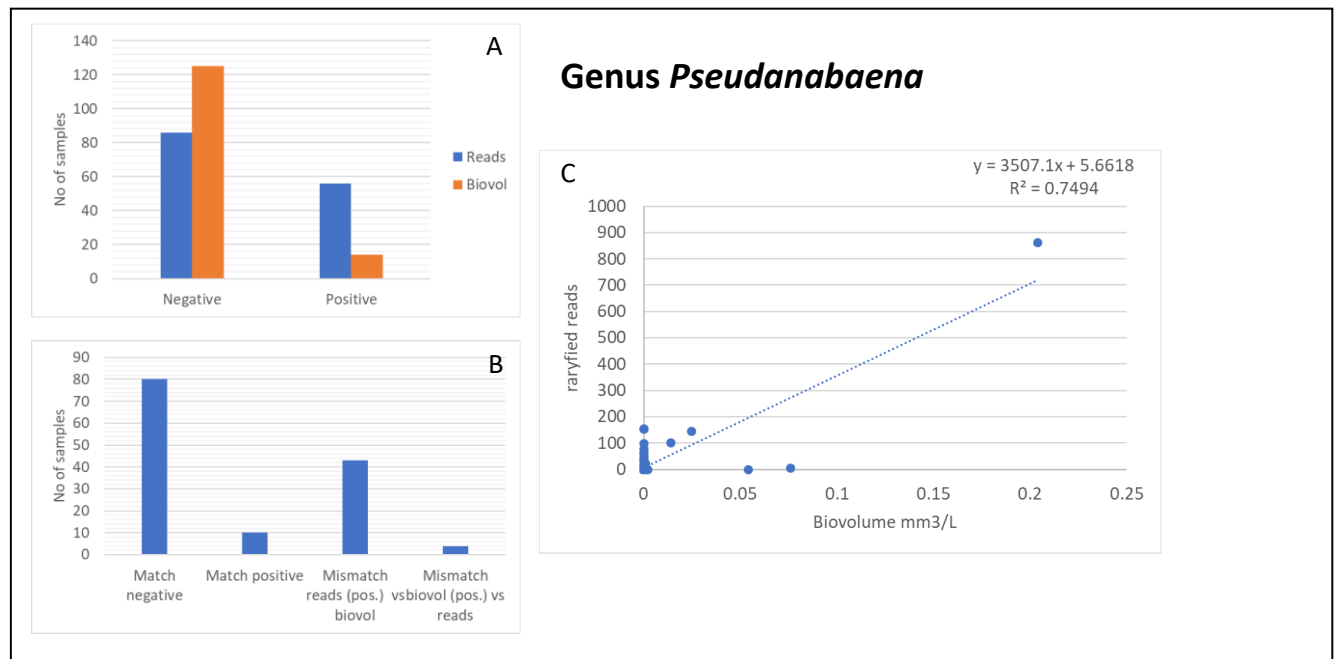 Genus Pseudanabaena
A
140
120
100
80
60
40
20
0
No of samples
Negative
Positive
Reads
Biovol
B
90
80
70
60
50
40
30
20
10
0
No of samples
Match negative
Match positive
Mismatch reads (pos.) biovol
Mismatch vsbiovol (pos.) vs reads
C
y = 3507.1x + 5.6618
R² = 0.7494
1000
900
800
700
600
500
400
300
200
100
0
raryfied reads
0
0.05
0.1
0.15
0.2
0.25
Biovolume mm3/L